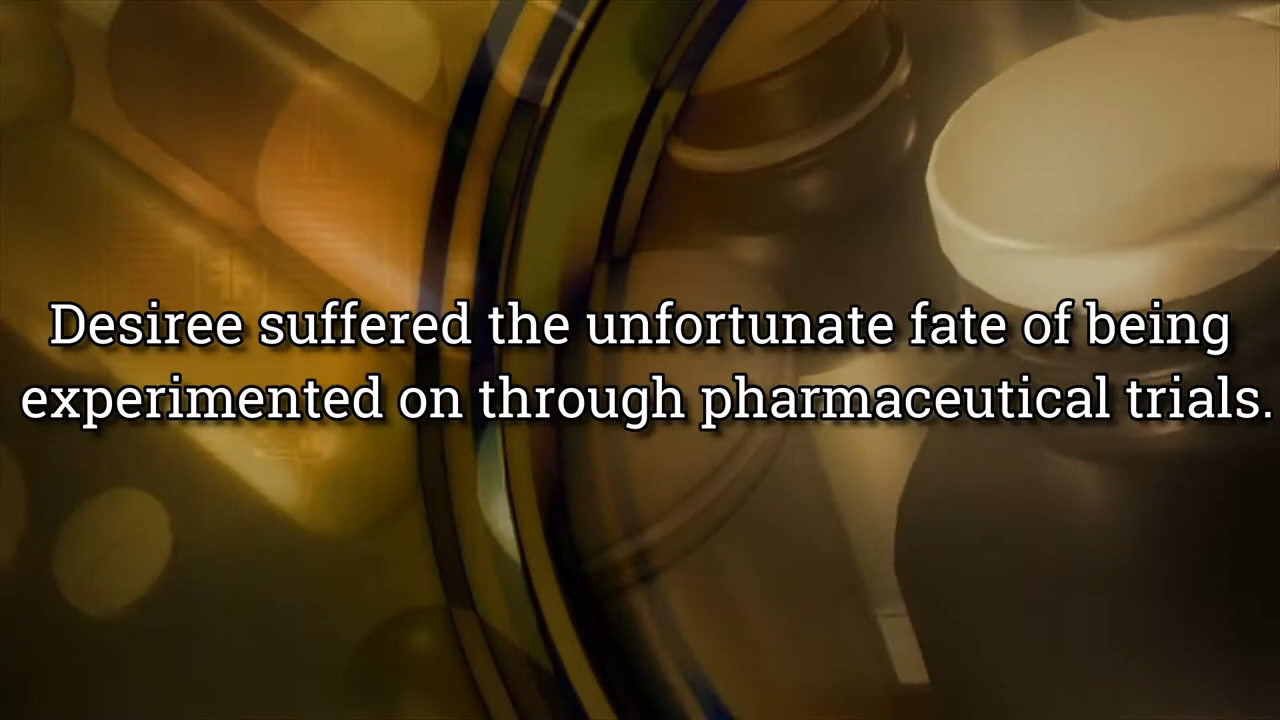 Desiree suffered the unfortunate fate of being
experimented on through pharmaceutical trials.